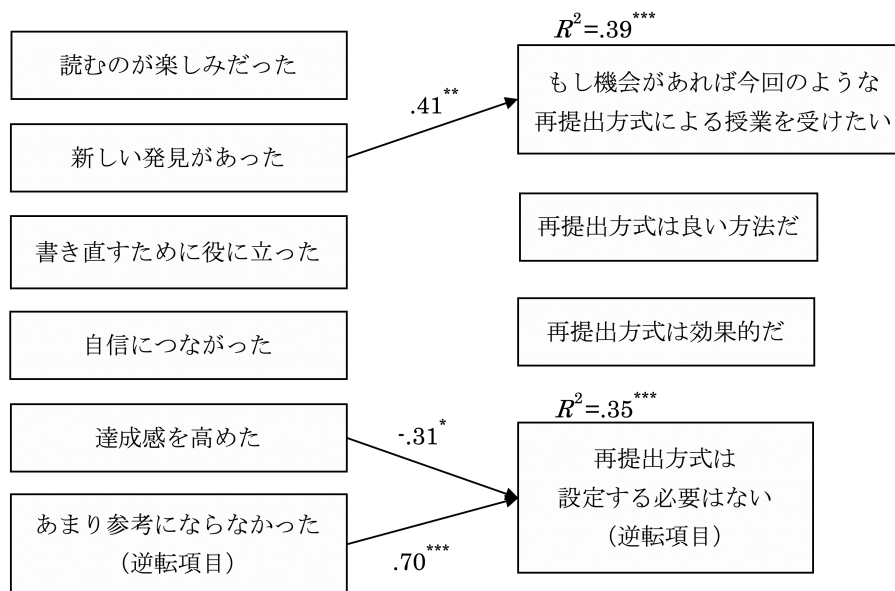 読むのが楽しみだった
新しい発見があった
書き直すために役に立った
自信につながった
達成感を高めた
あまり参考にならなかった
（逆転項目）
.41**
-.31*
.70***
R²=.39***
もし機会があれば今回のような
再提出方式による授業を受けたい
再提出方式は良い方法だ
再提出方式は効果的だ
R²=.35***
再提出方式は
設定する必要はない
（逆転項目）